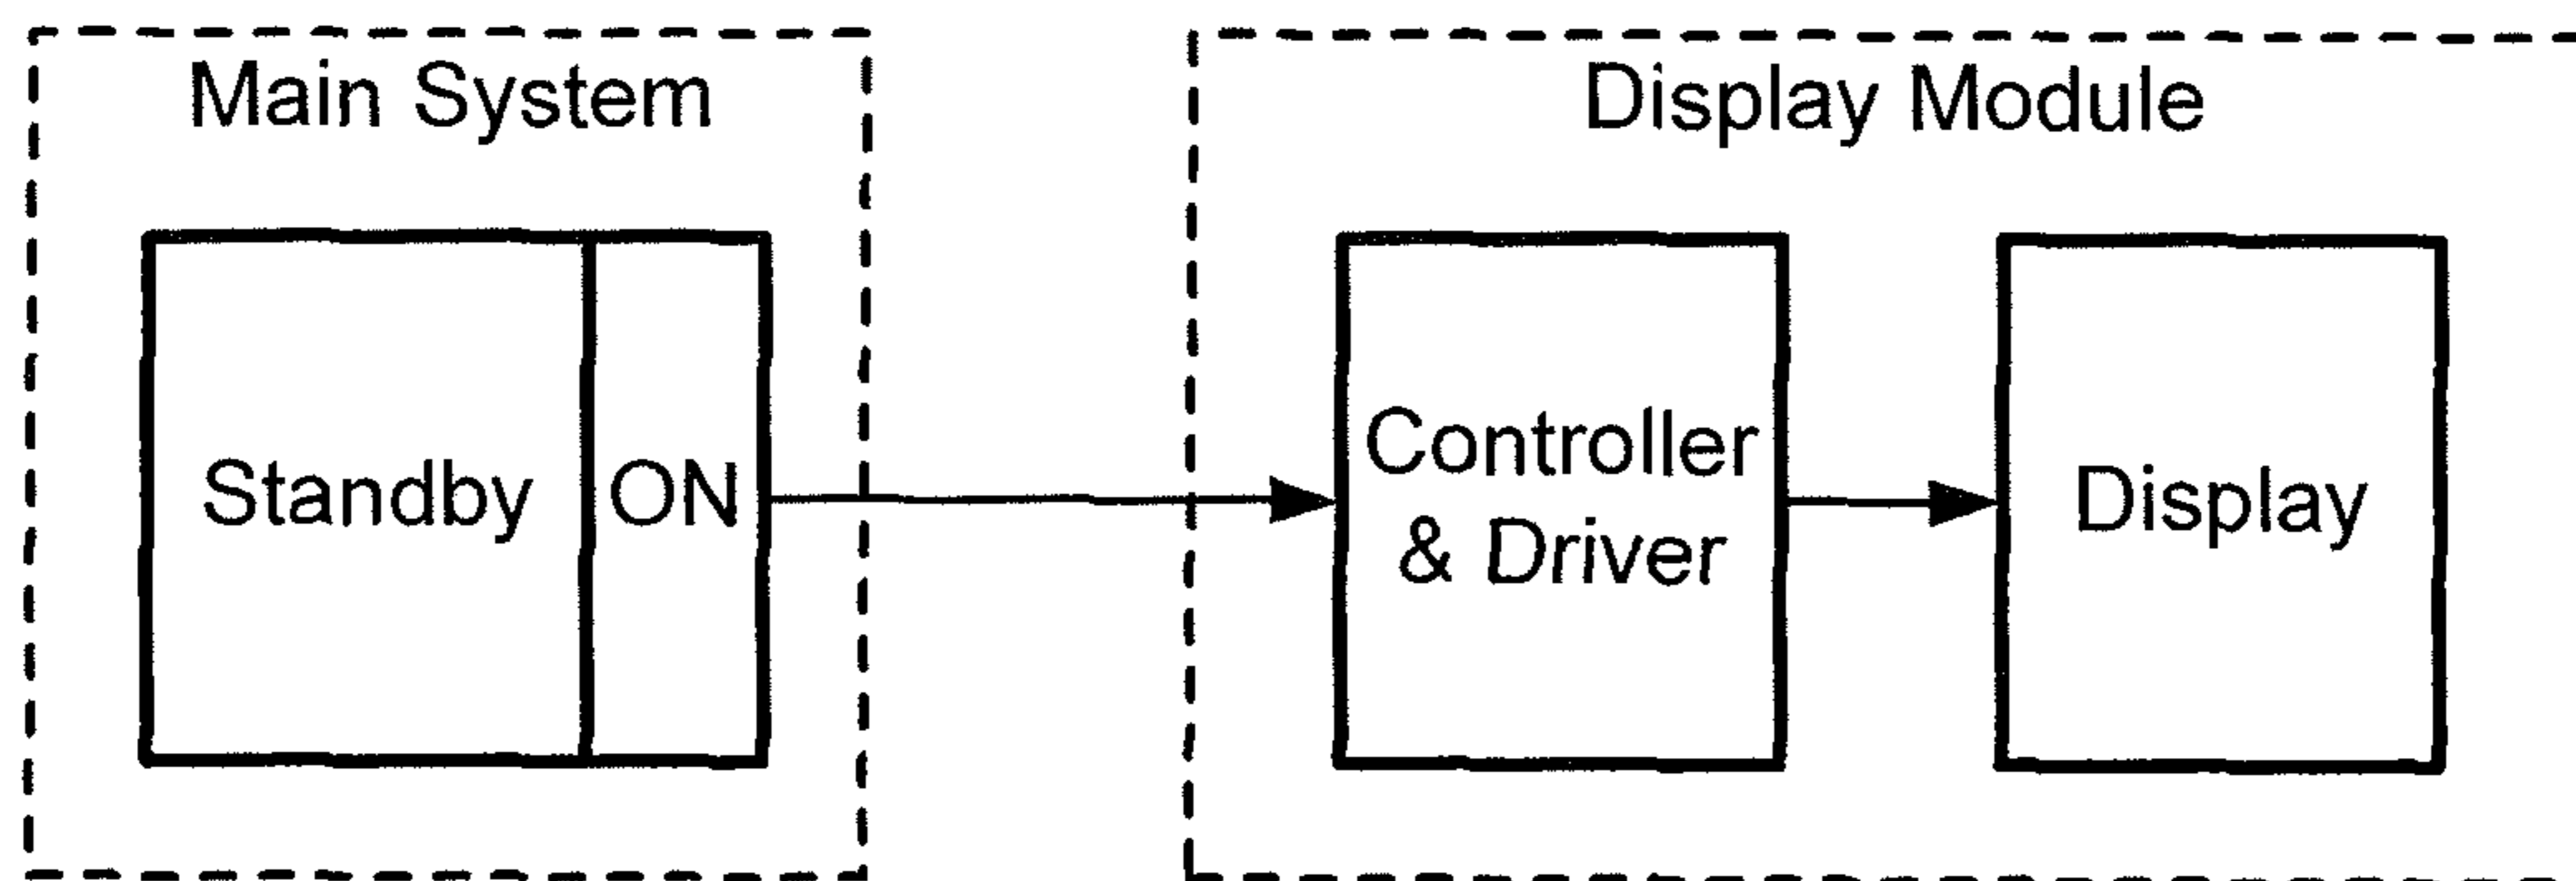 Main System
Display Module
Standby
ON
Controller
& Driver
Display